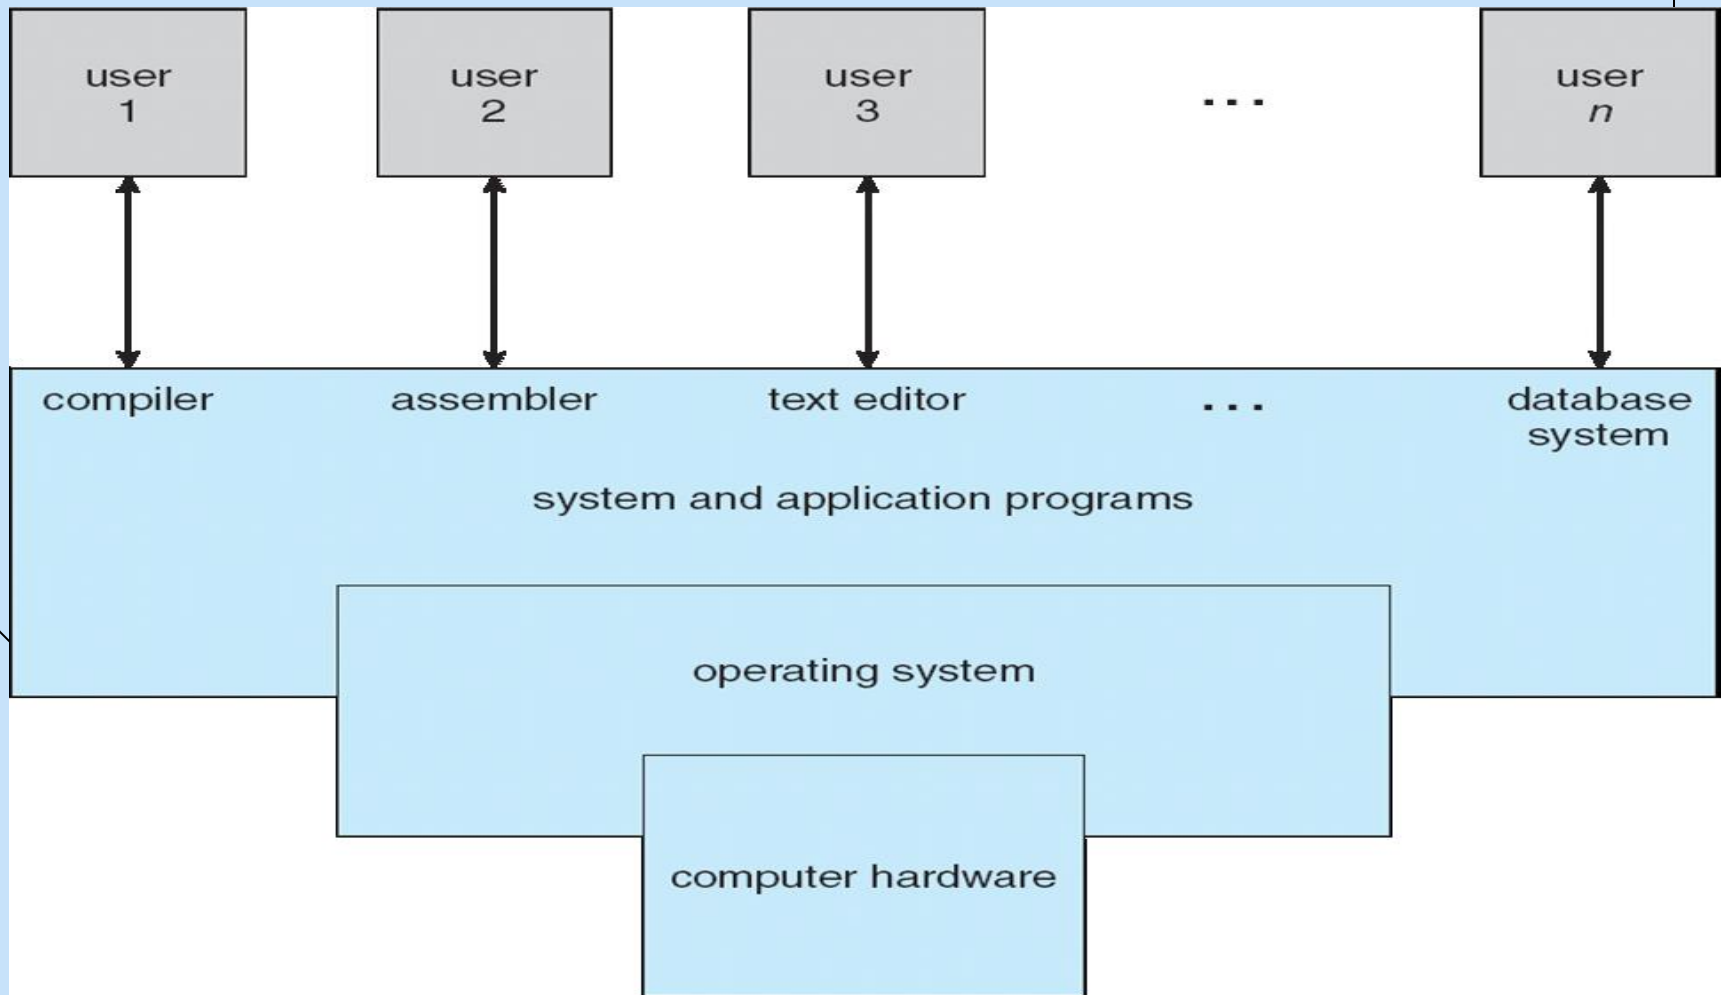 user
1
user
2
user
3
...
user
n
compiler
assembler
text editor
...
database
system
system and application programs
operating system
computer hardware